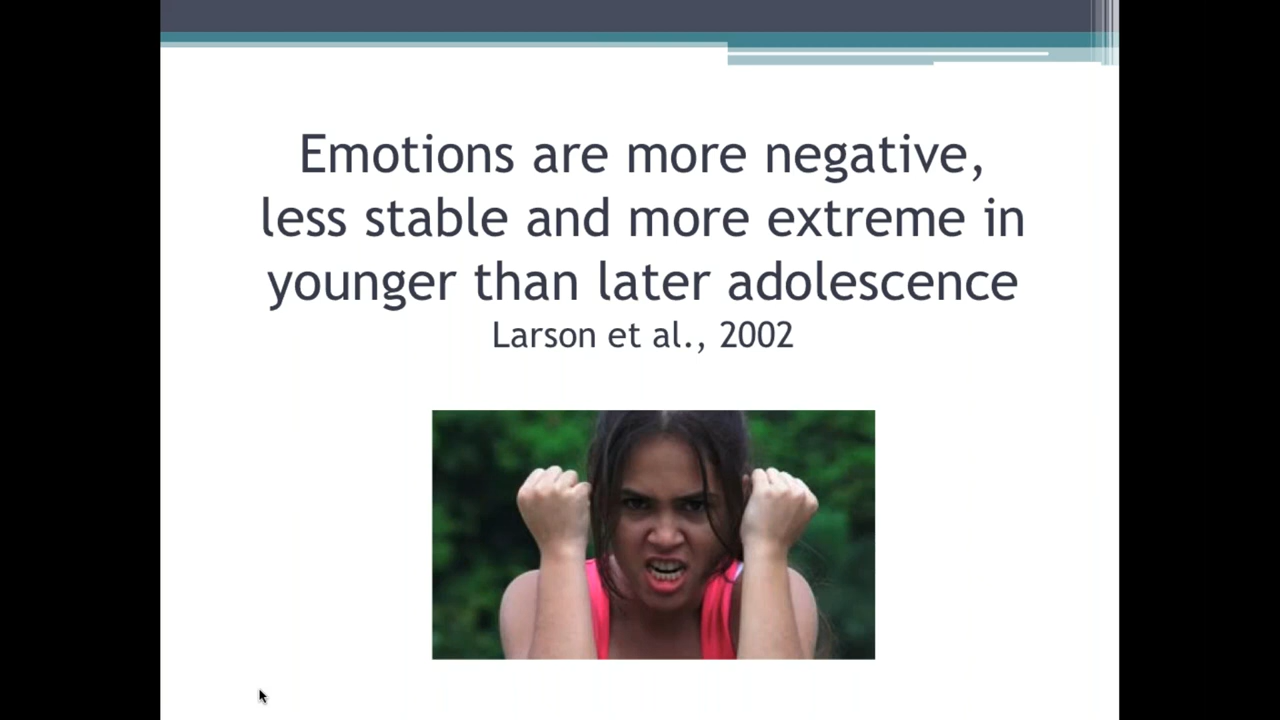 Emotions are more negative,
less stable and more extreme in
younger than later adolescence
Larson et al., 2002